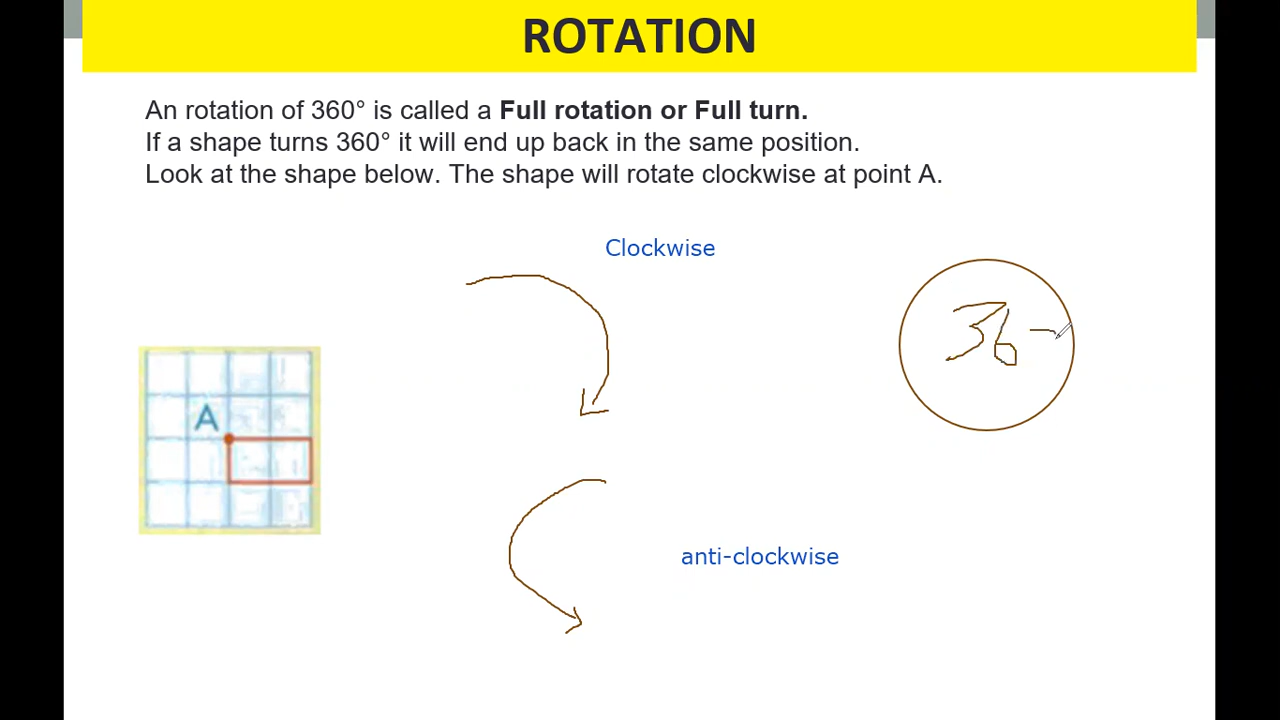 ROTATION
An rotation of 360° is called a Full rotation or Full turn.
If a shape turns 360° it will end up back in the same position.
Look at the shape below. The shape will rotate clockwise at point A.
Clockwise
36
A
anti-clockwise